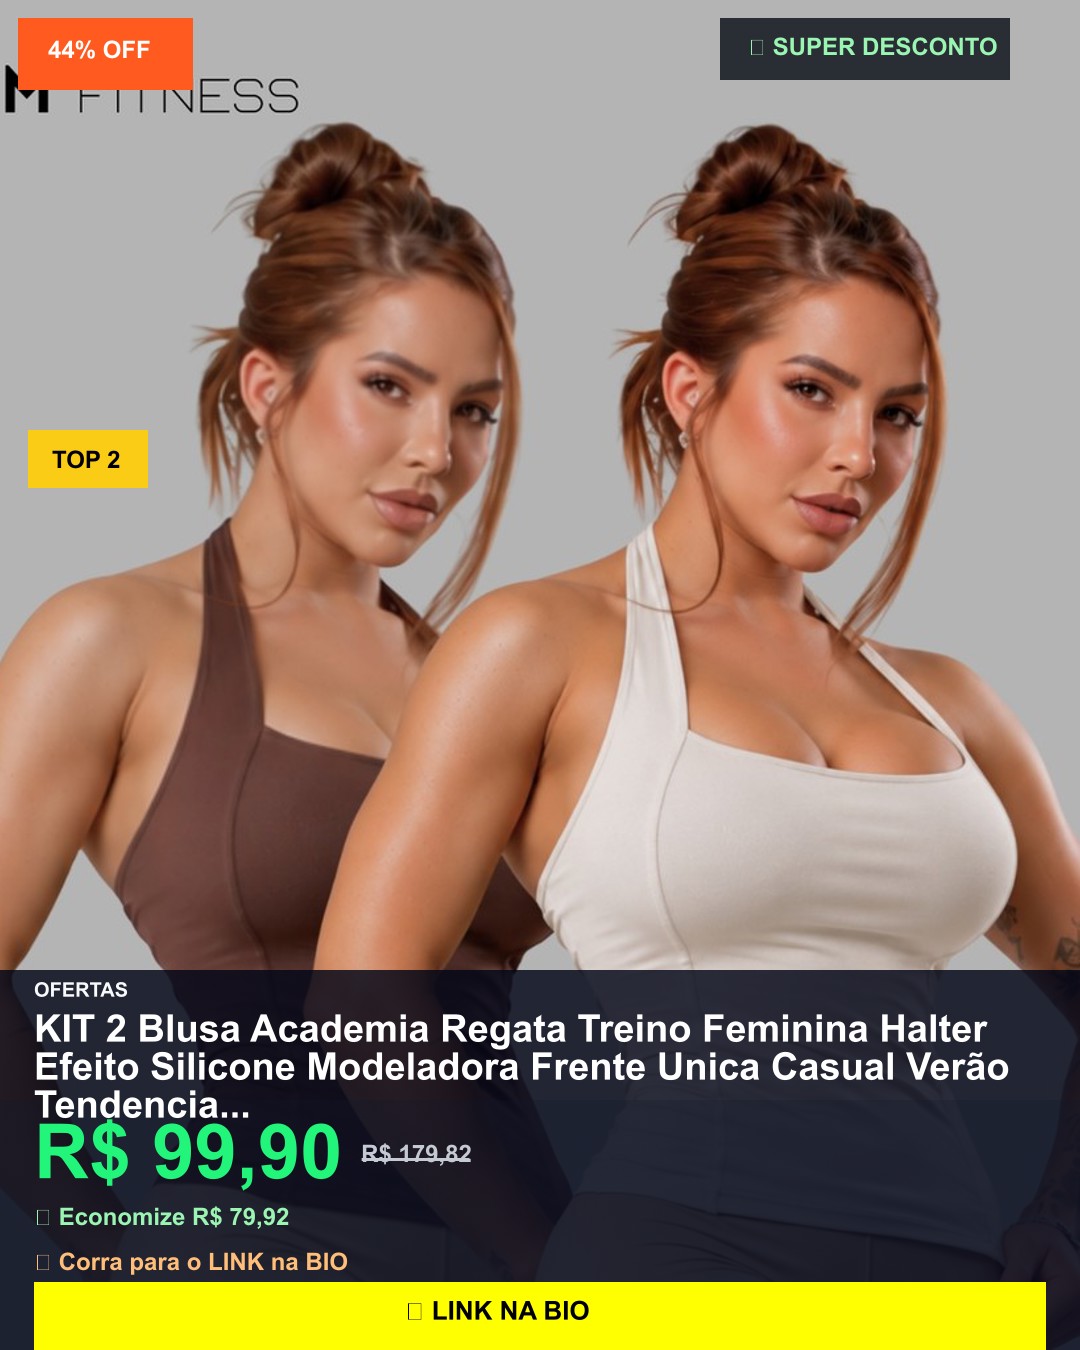 44% OFF
SUPER DESCONTO
M FITNESS
TOP 2
OFERTAS
KIT 2 Blusa Academia Regata Treino Feminina Halter
Efeito Silicone Modeladora Frente Unica Casual Verão
Tendencia...
R$ 99,90 R$ 179,82
Economize R$ 79,92
Corra para o LINK na BIO
LINK NA BIO